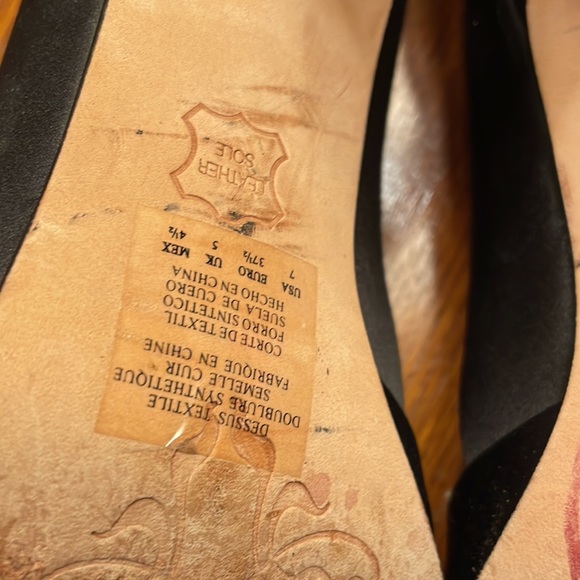 DESSUS TEXTILE
DOUBLURE SYNTHETIQUE
SEMELLE CUIR
FABRIQUE EN CHINE
CORTE DE TEXTIL
FORRO SINTETICO
SUELA DE CUERO
HECHO EN CHINA
USA EURO UK MEX
7 37½ 5 4½
LEATHER
SOLE